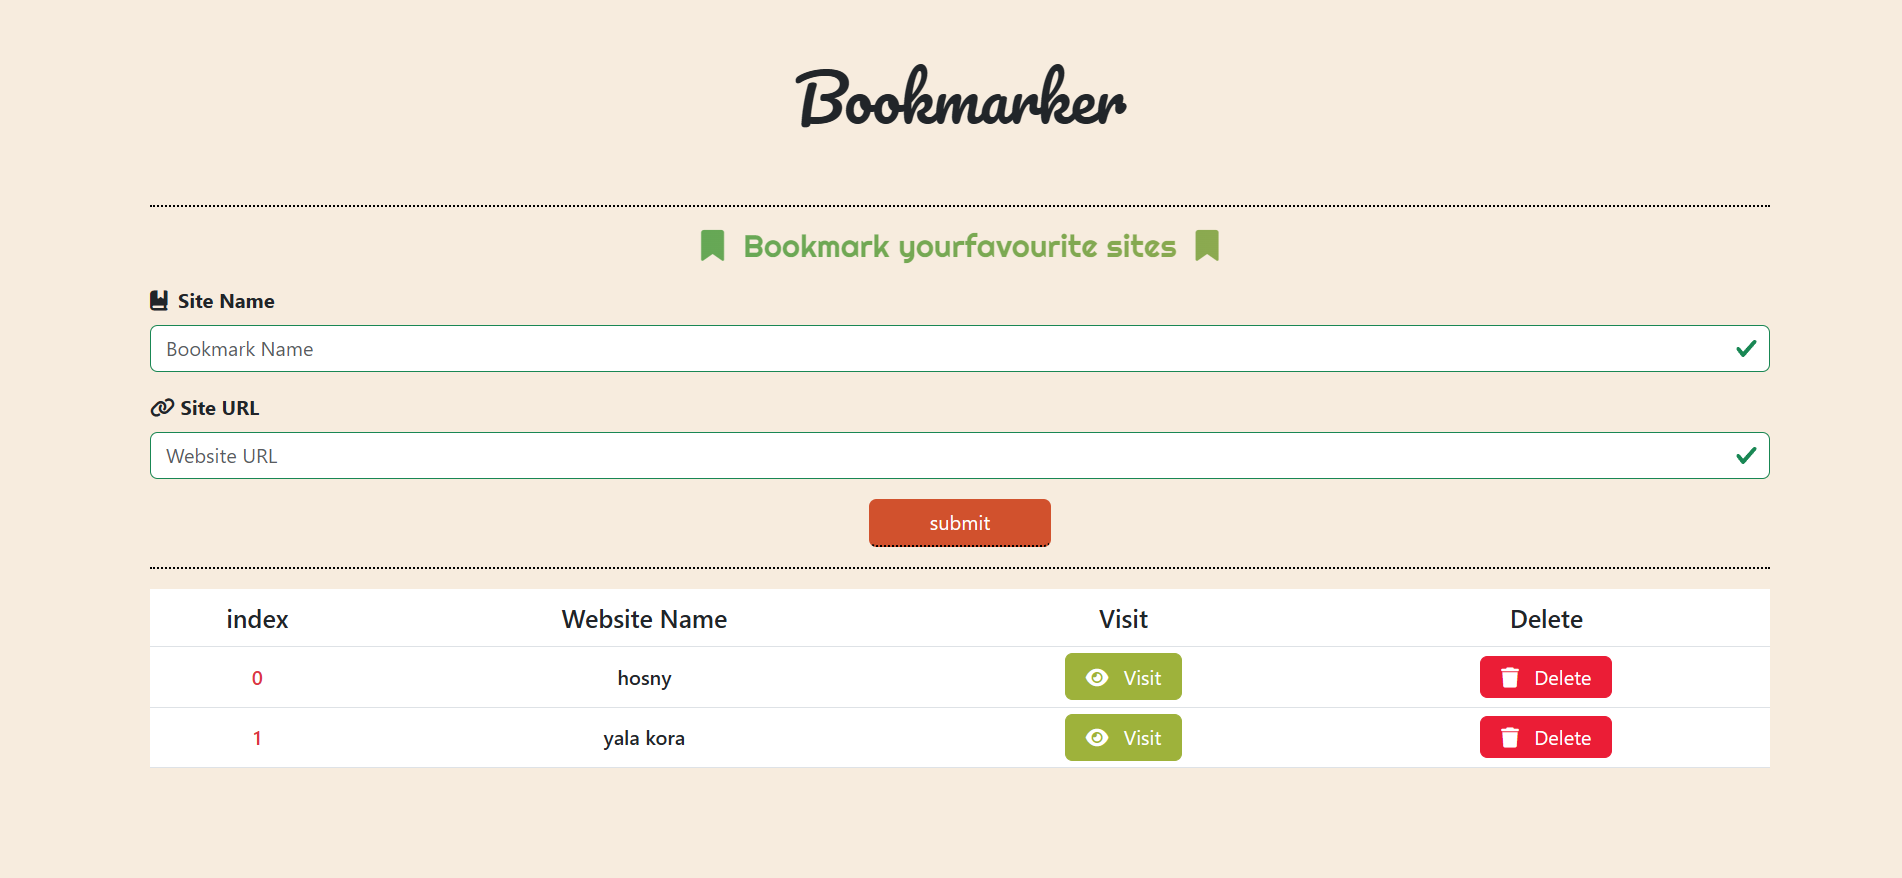 Bookmarker
Bookmark yourfavourite sites
Site Name
Bookmark Name
Site URL
Website URL
submit
index Website Name Visit Delete
0 hosny Visit Delete
1 yala kora Visit Delete